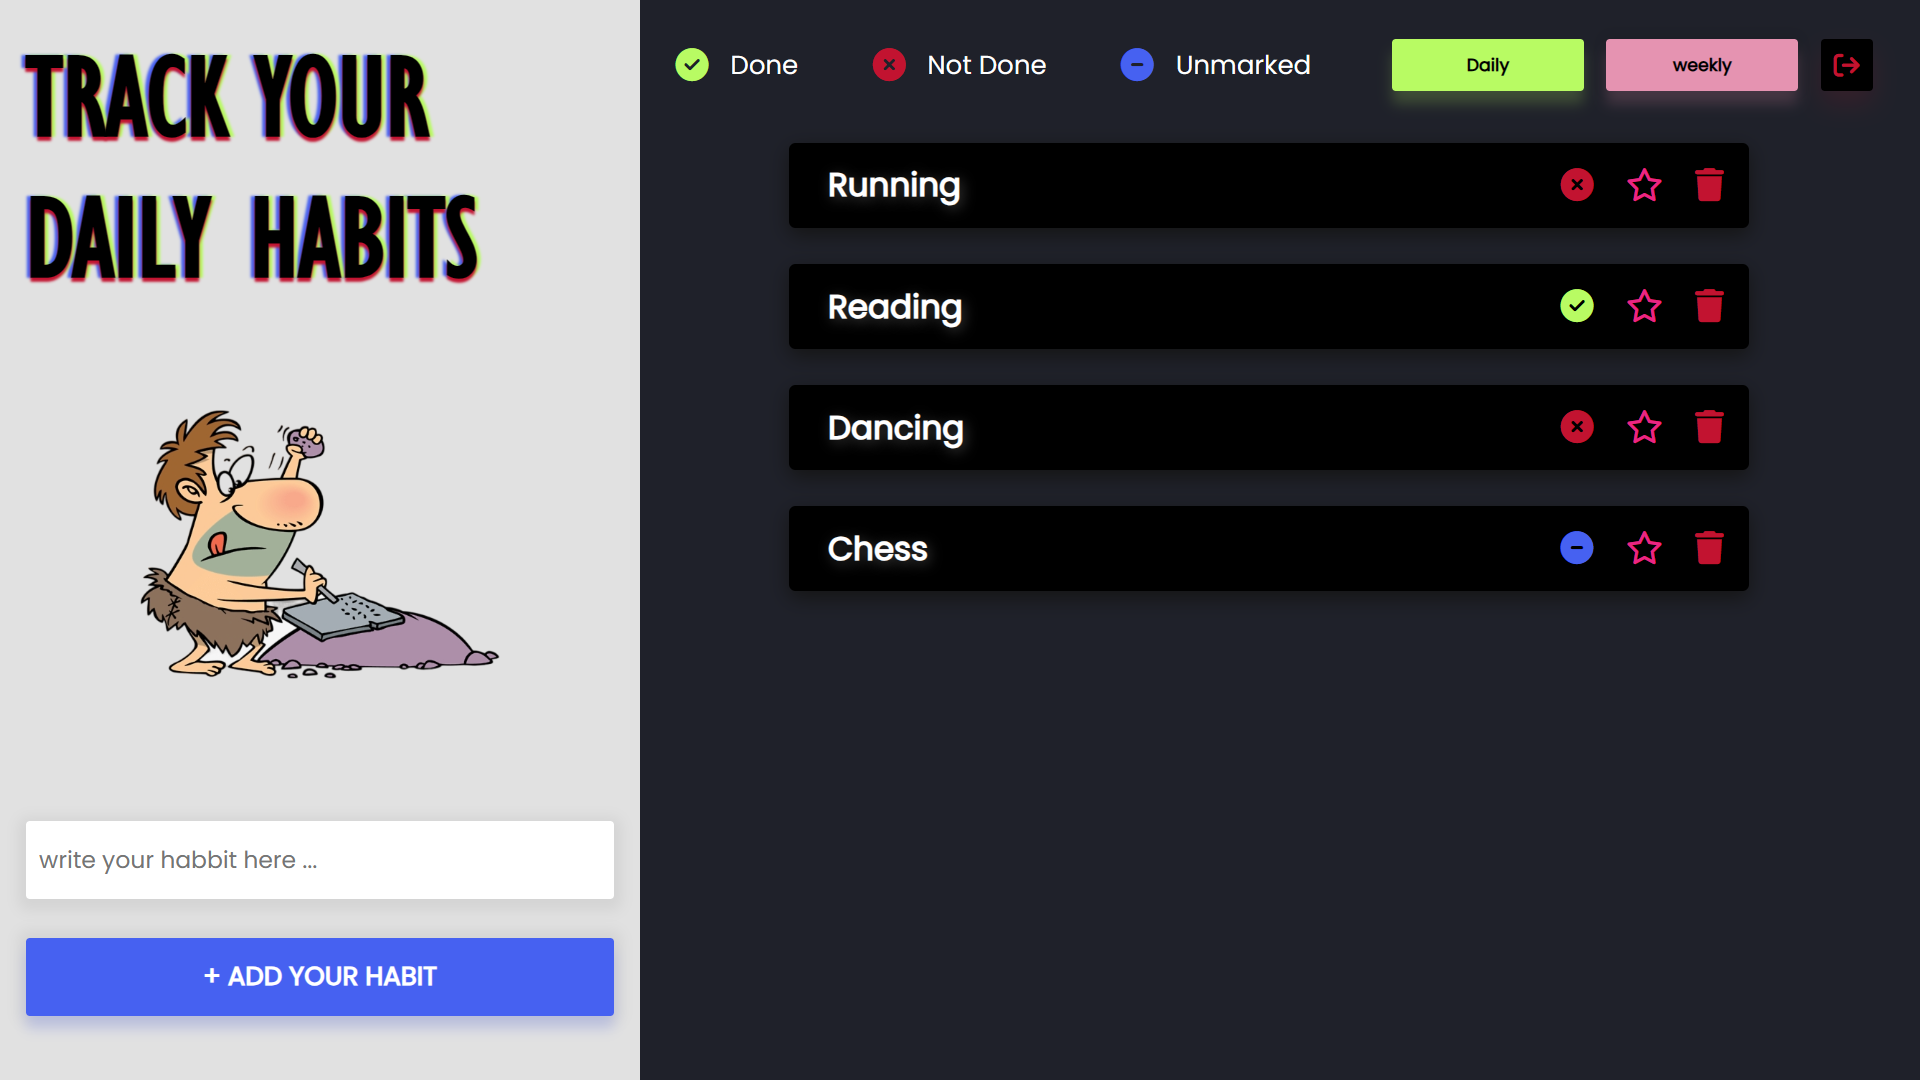 TRACK YOUR
DAILY HABITS
write your habbit here ...
+ ADD YOUR HABIT
Done
Not Done
Unmarked
Daily
weekly
Running
Reading
Dancing
Chess